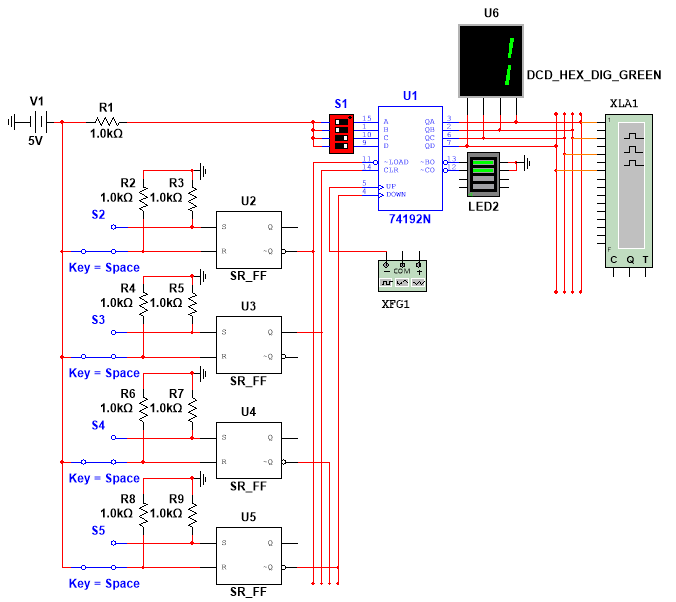 U6
DCD_HEX_DIG_GREEN
V1
5V
R1
1.0kΩ
S1
U1
15 A QA 3
1 B QB 2
10 C QC 6
9 D QD 7
11 ~LOAD ~BO 13
14 CLR ~CO 12
5 UP
4 DOWN
74192N
LED2
XLA1
1
F
C Q T
XFG1
COM
R2 R3
1.0kΩ 1.0kΩ
S2
U2
S Q
R ~Q
Key = Space
SR_FF
R4 R5
1.0kΩ 1.0kΩ
S3
U3
S Q
R ~Q
Key = Space
SR_FF
R6 R7
1.0kΩ 1.0kΩ
S4
U4
S Q
R ~Q
Key = Space
SR_FF
R8 R9
1.0kΩ 1.0kΩ
S5
U5
S Q
R ~Q
Key = Space
SR_FF